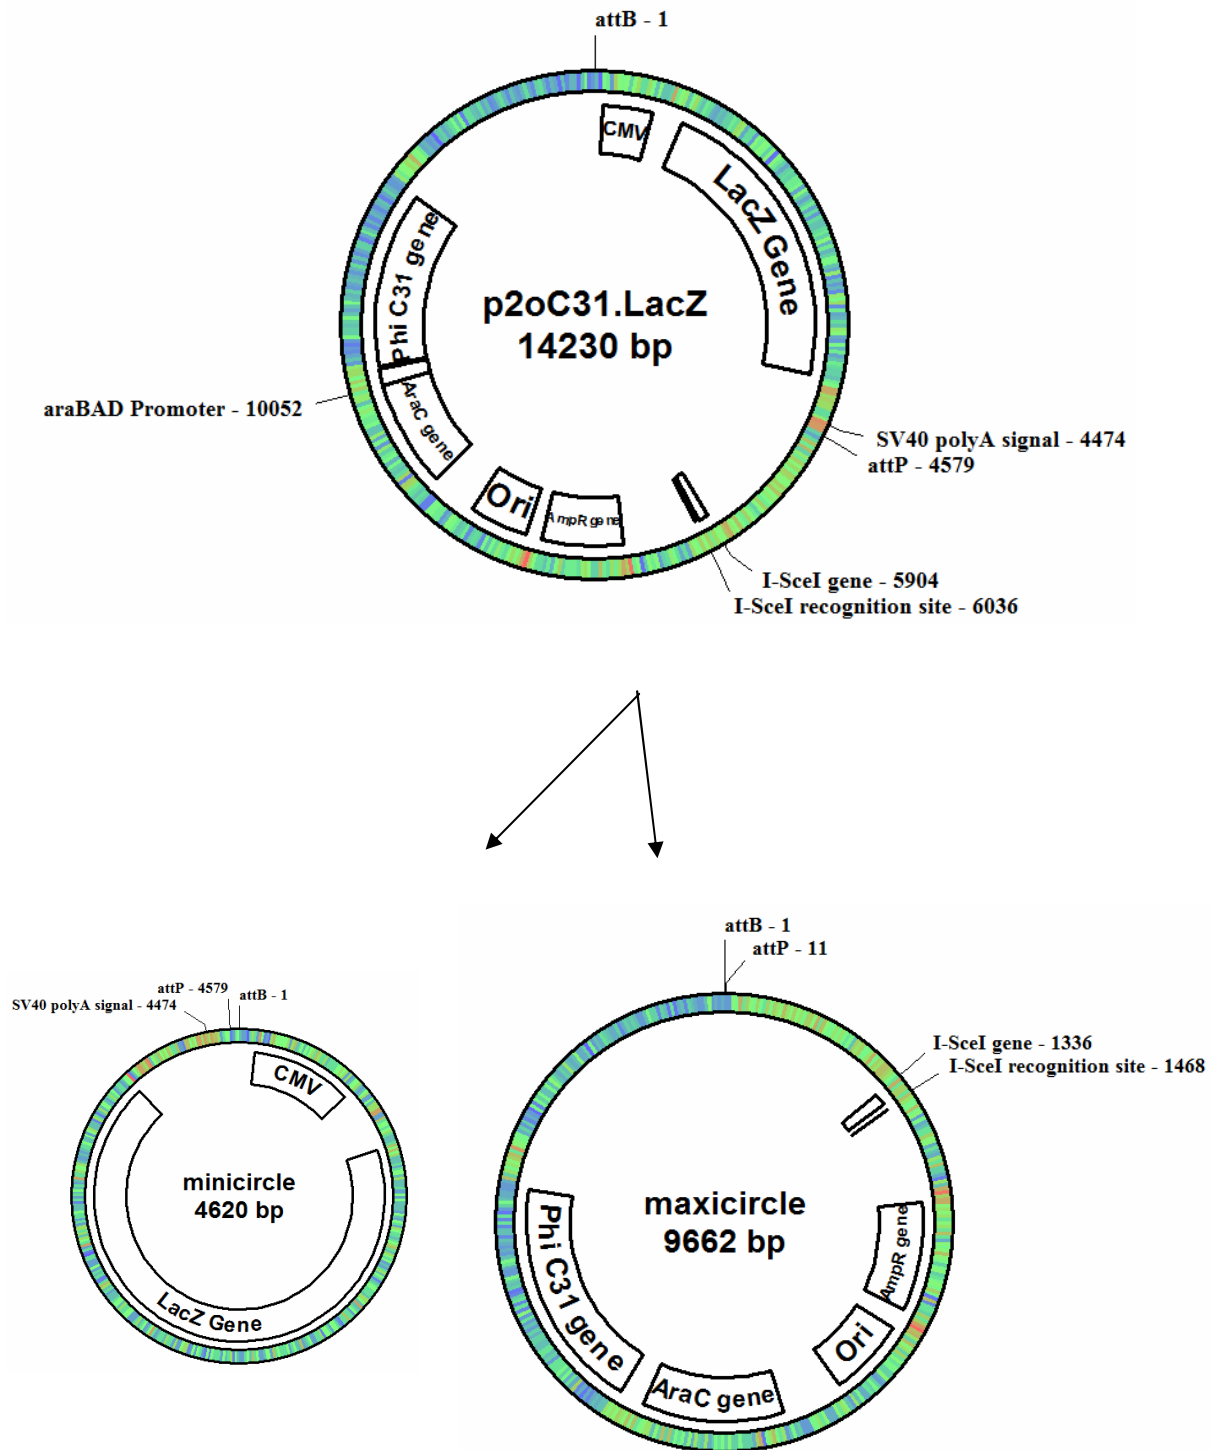 attB - 1
CMV
LacZ Gene
Phi C31 gene
p2oC31.LacZ
14230 bp
araBAD Promoter - 10052
AraC gene
SV40 polyA signal - 4474
attP - 4579
Ori
AmpR gene
I-SceI gene - 5904
I-SceI recognition site - 6036
attP - 4579
attB - 1
SV40 polyA signal - 4474
CMV
minicircle
4620 bp
LacZ Gene
attB - 1
attP - 11
I-SceI gene - 1336
I-SceI recognition site - 1468
maxicircle
9662 bp
Phi C31 gene
AmpR gene
Ori
AraC gene